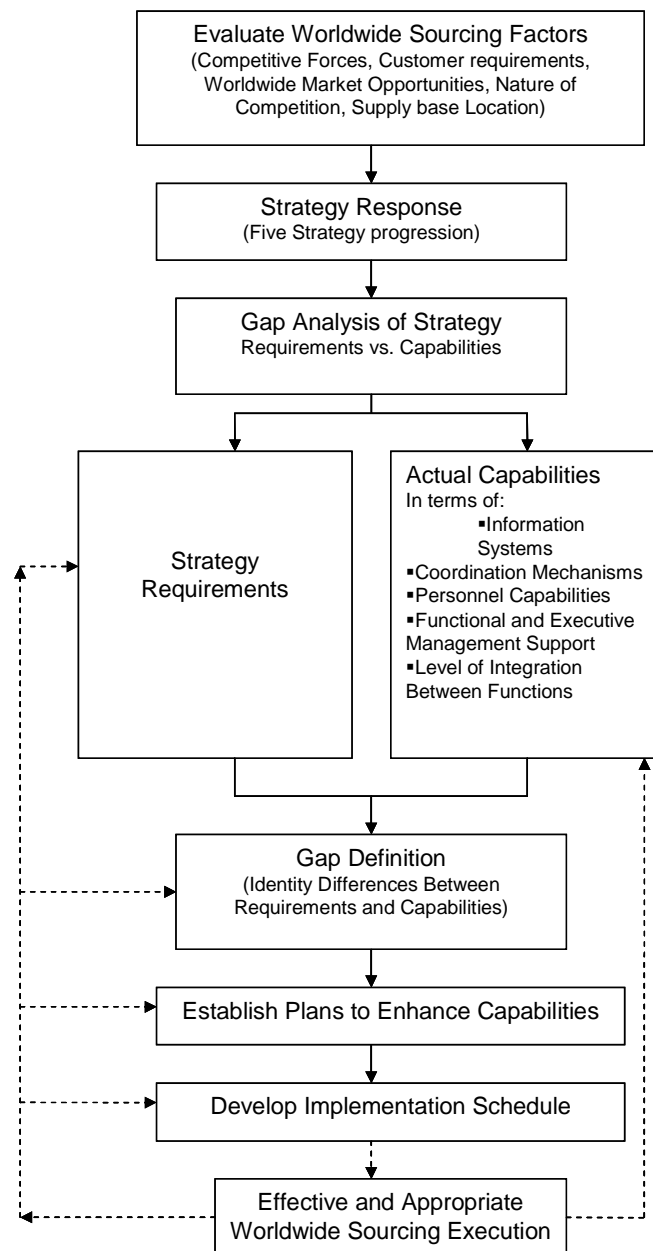 Evaluate Worldwide Sourcing Factors
(Competitive Forces, Customer requirements,
Worldwide Market Opportunities, Nature of
Competition, Supply base Location)
Strategy Response
(Five Strategy progression)
Gap Analysis of Strategy
Requirements vs. Capabilities
Strategy
Requirements
Actual Capabilities
In terms of:
▪Information
Systems
▪Coordination Mechanisms
▪Personnel Capabilities
▪Functional and Executive
Management Support
▪Level of Integration
Between Functions
Gap Definition
(Identity Differences Between
Requirements and Capabilities)
Establish Plans to Enhance Capabilities
Develop Implementation Schedule
Effective and Appropriate
Worldwide Sourcing Execution